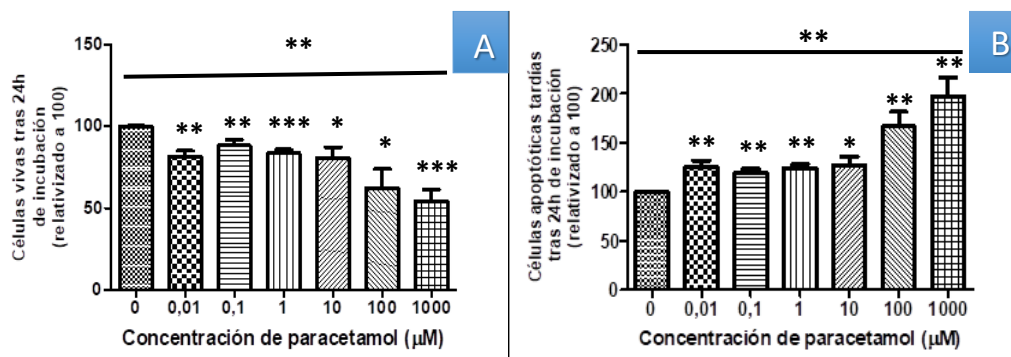 A
Células vivas tras 24h
de incubación
(relativizado a 100)
150
100
50
0
**
** ** *** * * ***
0 0,01 0,1 1 10 100 1000
Concentración de paracetamol (µM)
B
Células apoptóticas tardías
tras 24h de incubación
(relativizado a 100)
250
200
150
100
50
0
**
** ** ** * ** **
0 0,01 0,1 1 10 100 1000
Concentración de paracetamol (µM)